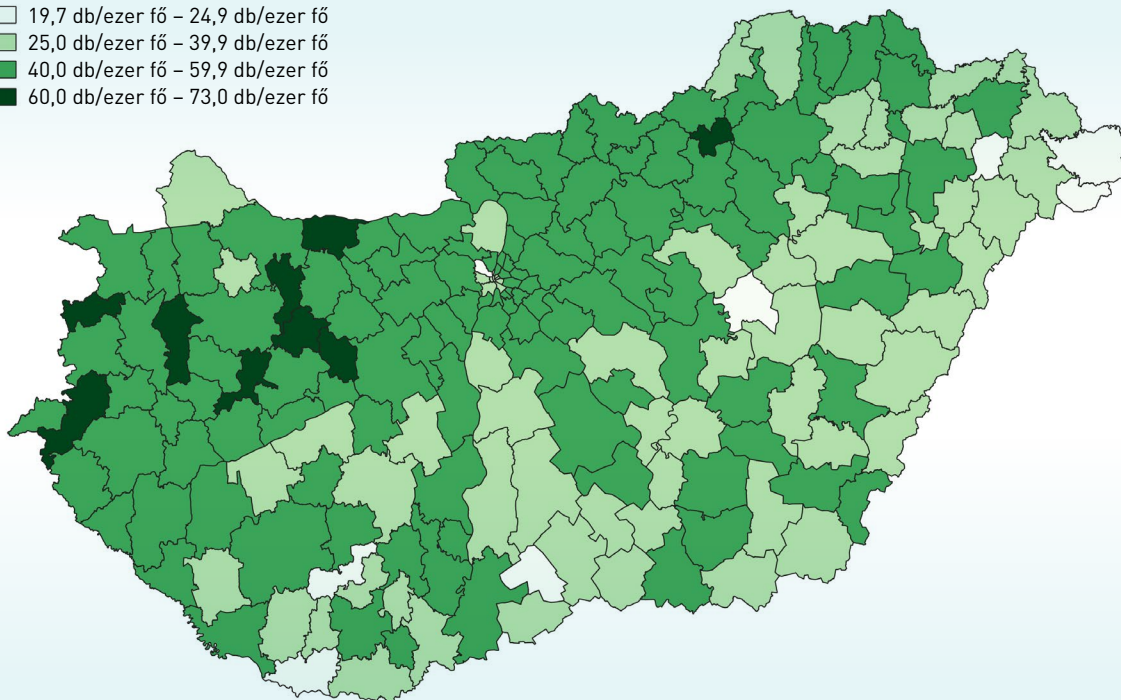 19,7 db/ezer fő – 24,9 db/ezer fő
25,0 db/ezer fő – 39,9 db/ezer fő
40,0 db/ezer fő – 59,9 db/ezer fő
60,0 db/ezer fő – 73,0 db/ezer fő